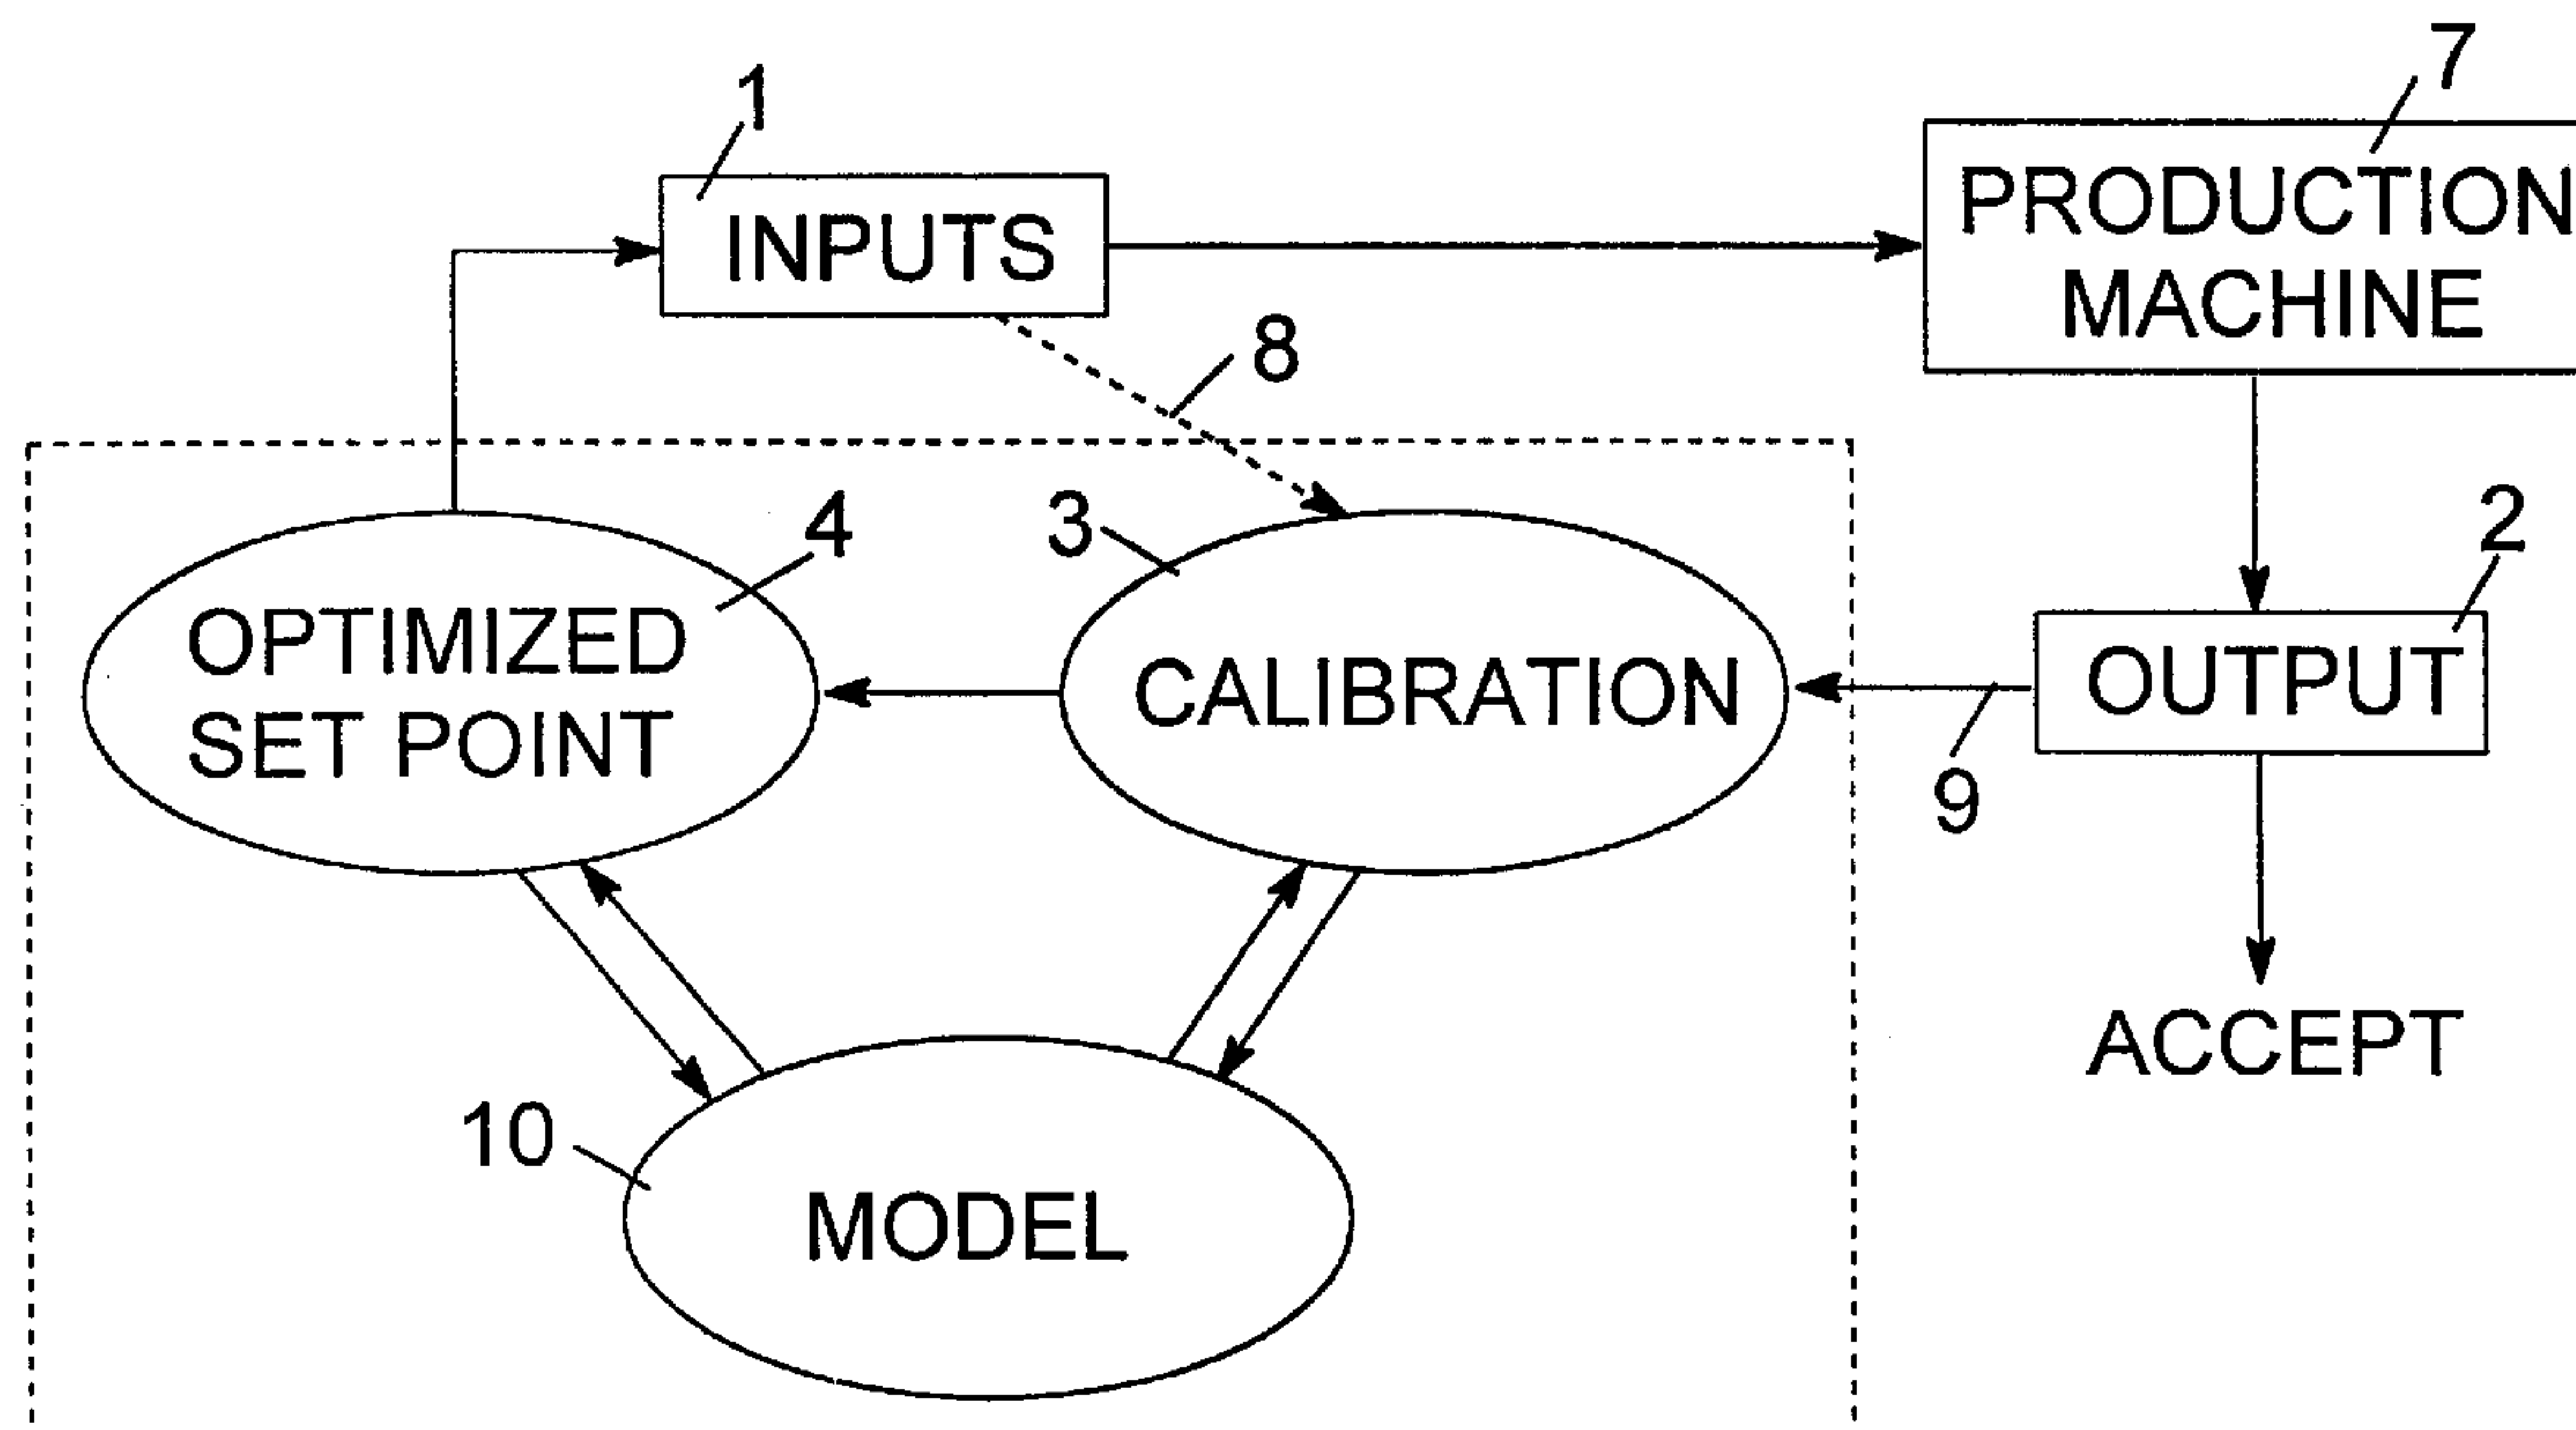 7
1
PRODUCTION
MACHINE
INPUTS
8
4
3
2
OPTIMIZED
SET POINT
CALIBRATION
OUTPUT
9
ACCEPT
10
MODEL